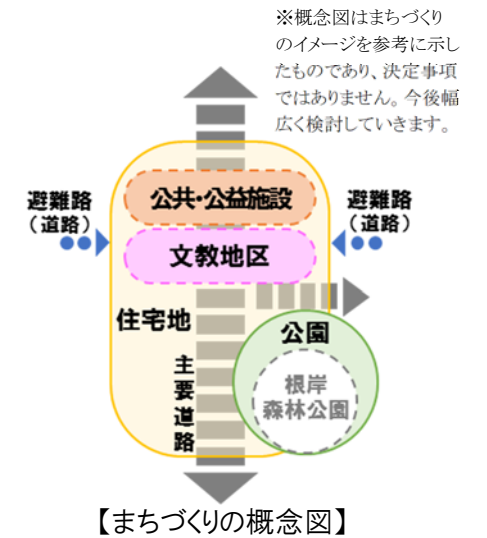 ※概念図はまちづくり
のイメージを参考に示し
たものであり、決定事項
ではありません。今後幅
広く検討していきます。
公共・公益施設
避難路
（道路）
避難路
（道路）
文教地区
住宅地
公園
主要道路
根岸
森林公園
【まちづくりの概念図】